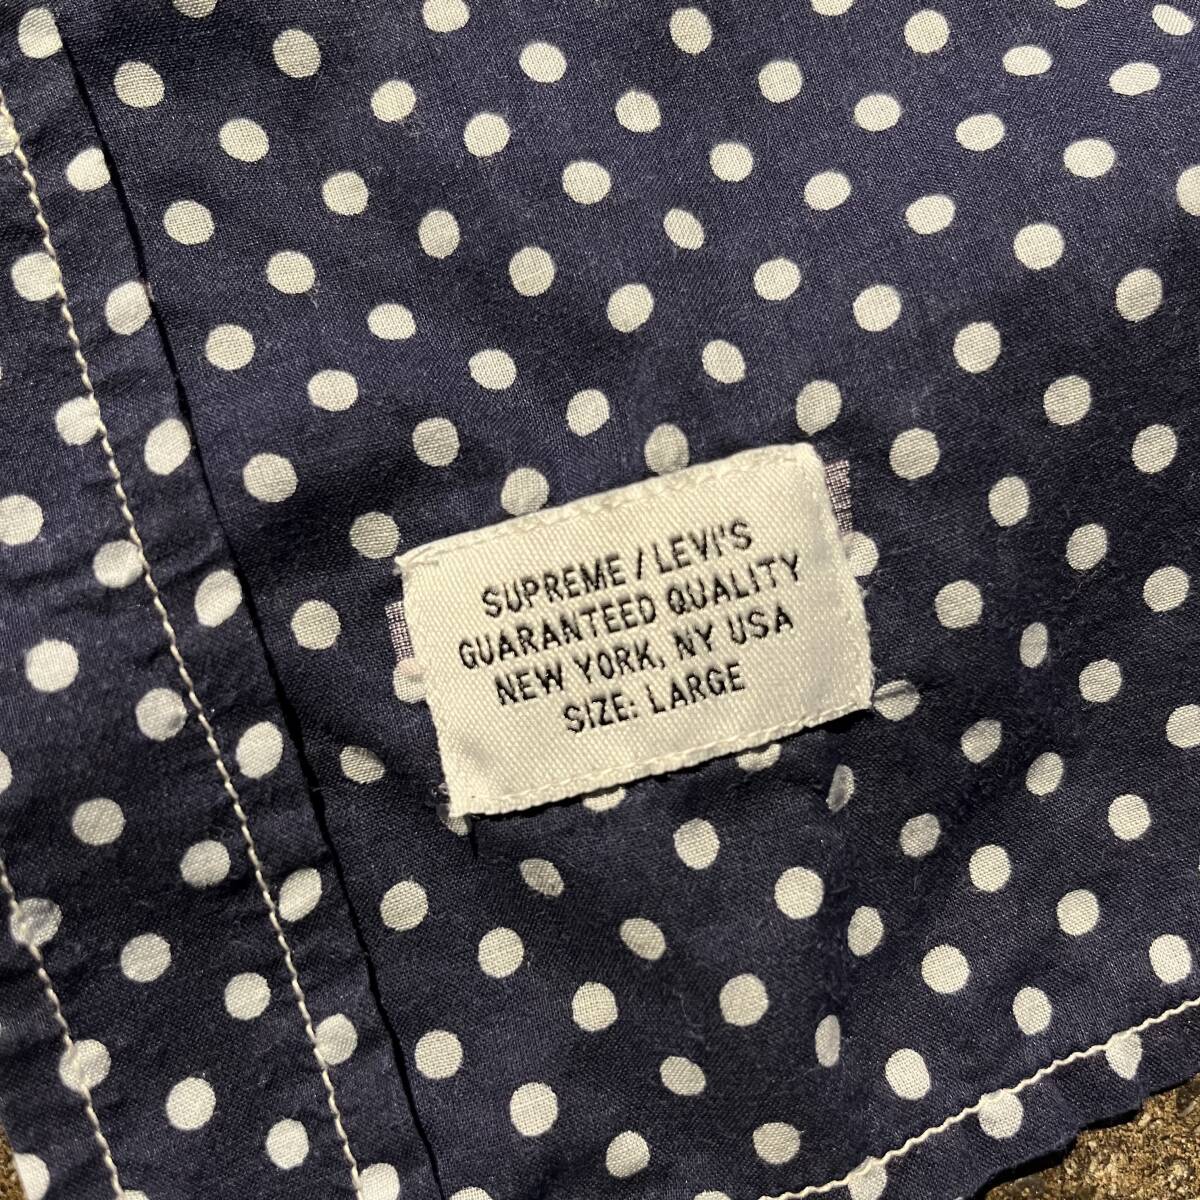 SUPREME / LEVI'S
GUARANTEED QUALITY
NEW YORK, NY USA
SIZE: LARGE